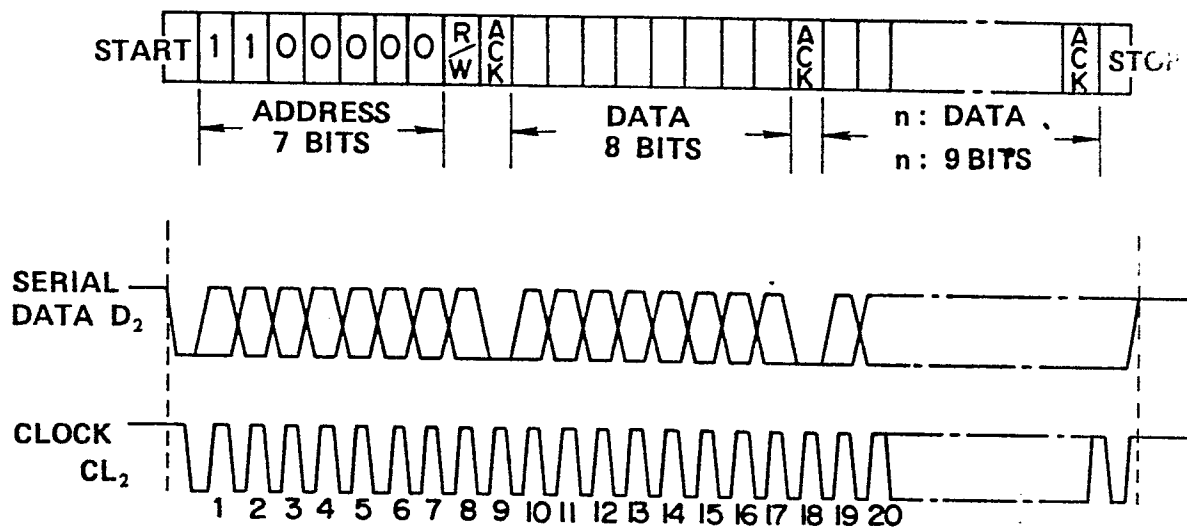 START 1 1 0 0 0 0 0 R/W ACK ACK ACK STOP
ADDRESS
7 BITS
DATA
8 BITS
n: DATA
n: 9 BITS
SERIAL
DATA D₂
CLOCK
CL₂
1 2 3 4 5 6 7 8 9 10 11 12 13 14 15 16 17 18 19 20